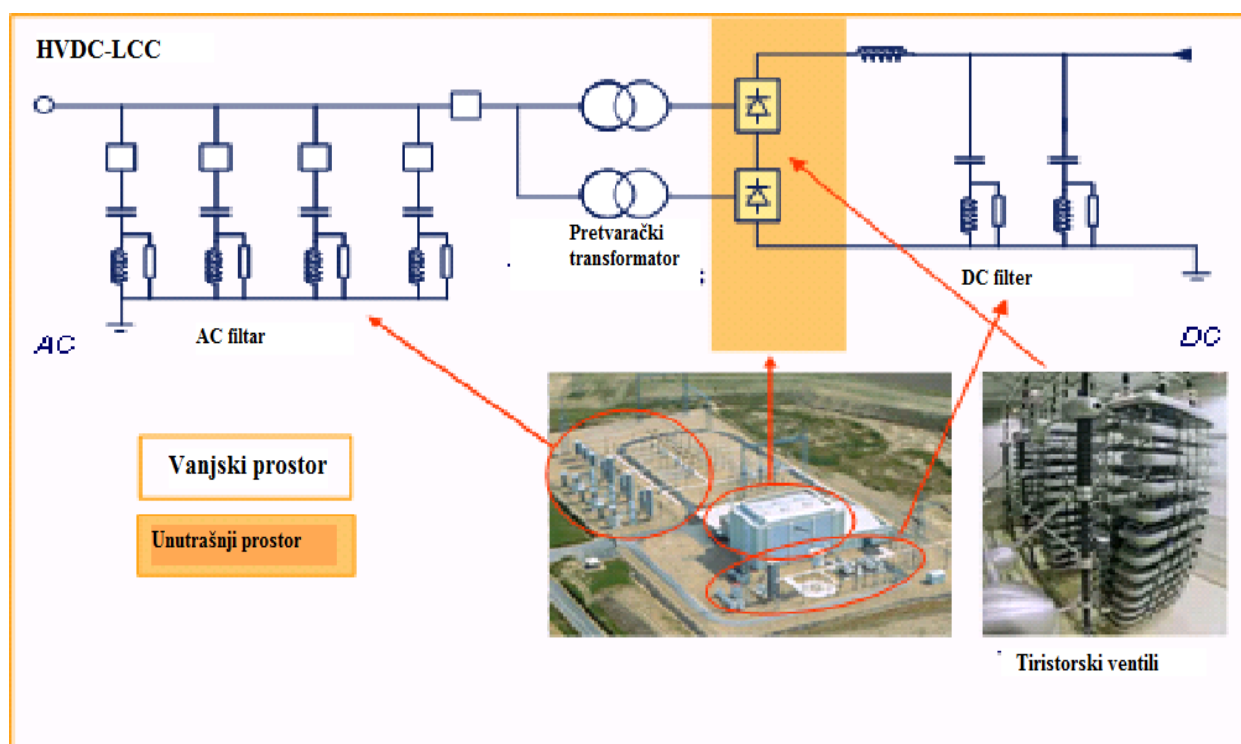 HVDC-LCC
Pretvarački
transformator
DC filter
AC filtar
AC
DC
Vanjski prostor
Unutrašnji prostor
Tiristorski ventili